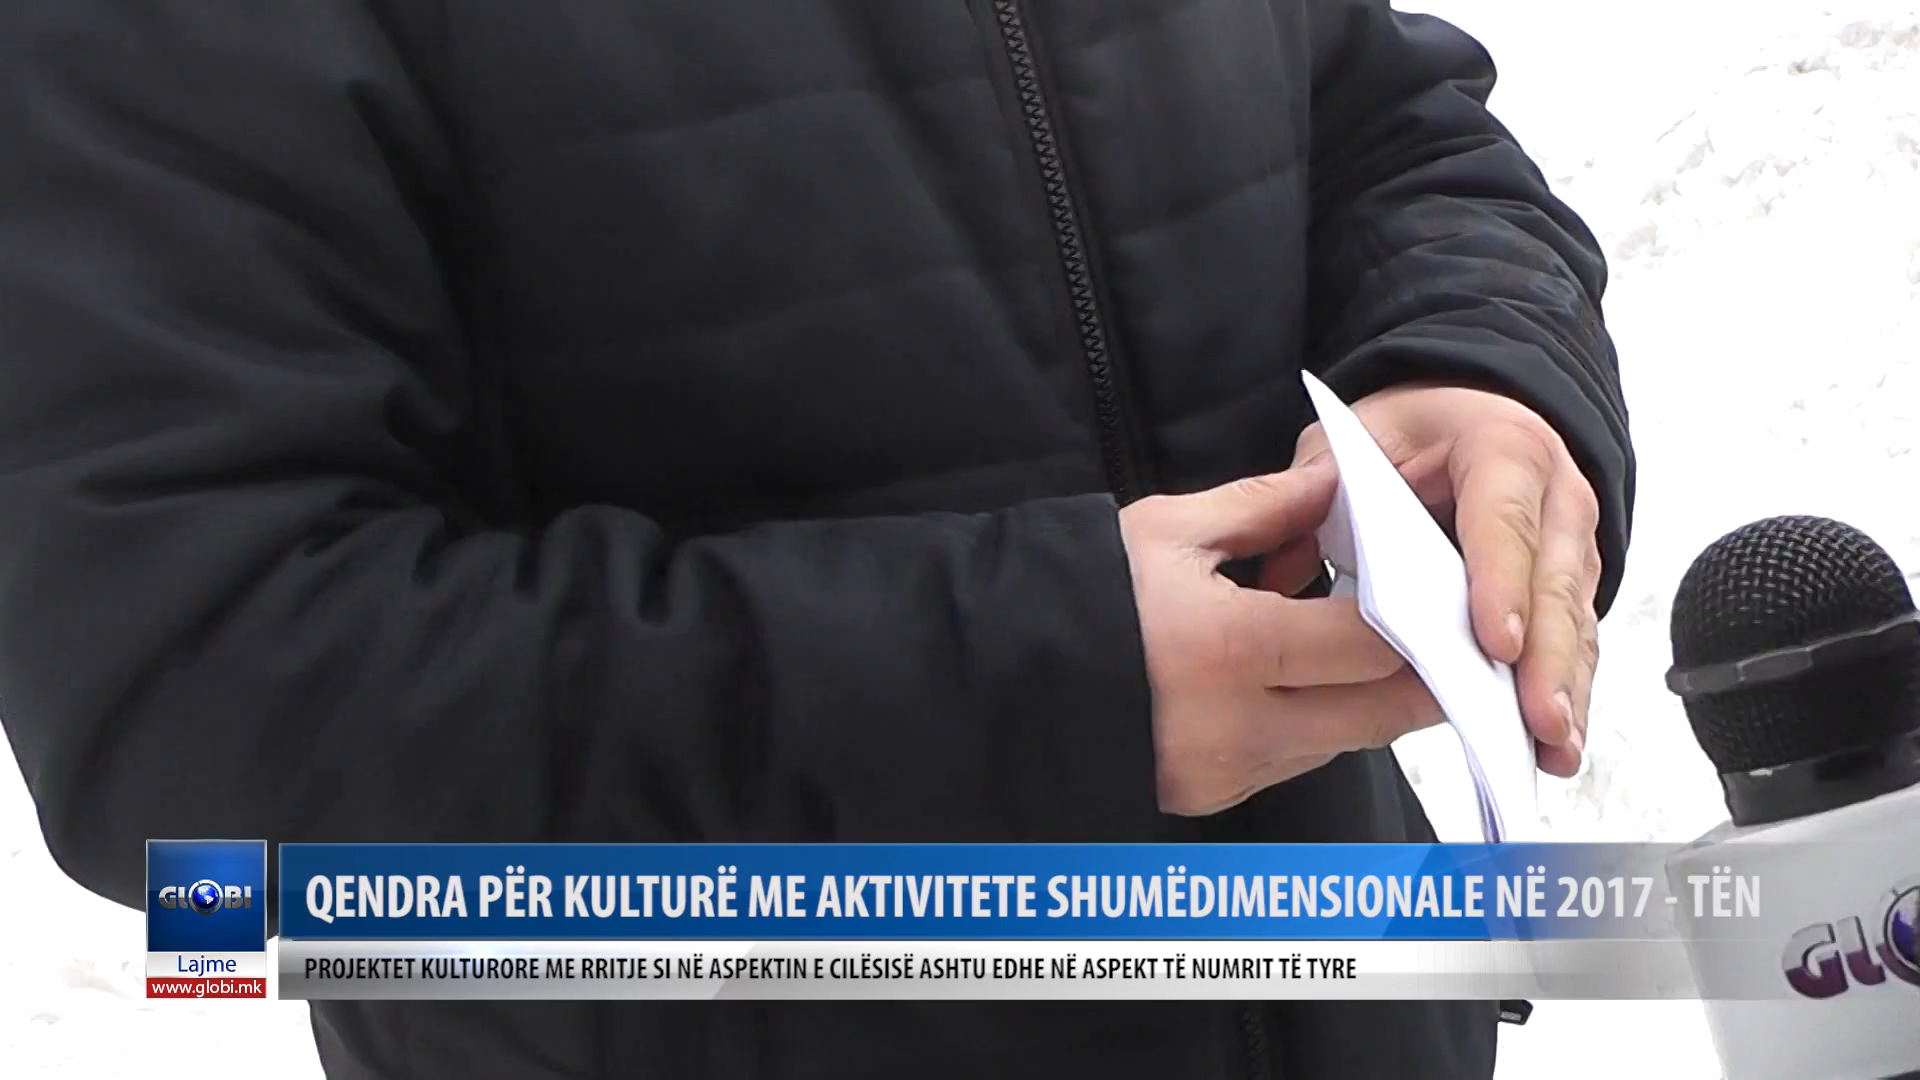 GLOBI
Lajme
www.globi.mk
QENDRA PËR KULTURË ME AKTIVITETE SHUMËDIMENSIONALE NË 2017 - TËN
PROJEKTET KULTURORE ME RRITJE SI NË ASPEKTIN E CILËSISË ASHTU EDHE NË ASPEKT TË NUMRIT TË TYRE
GLO